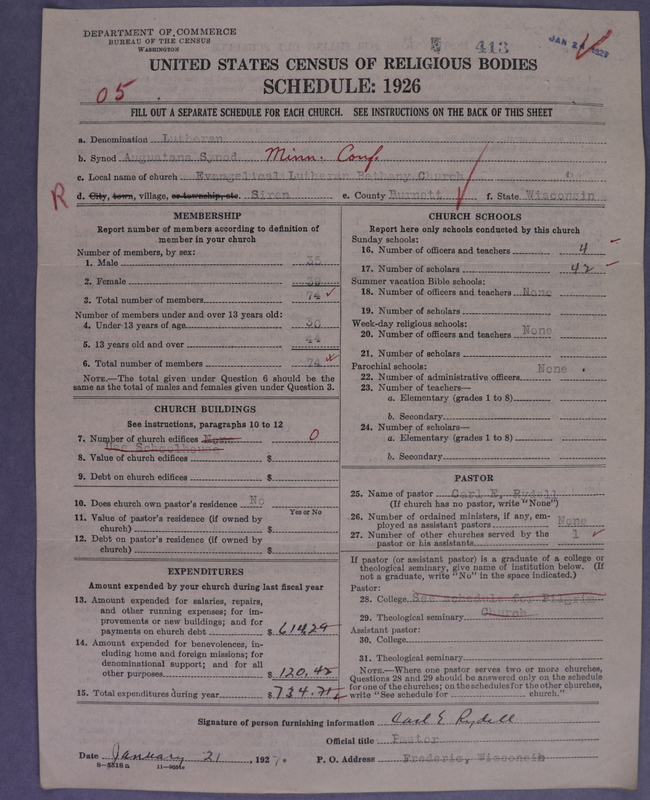 DEPARTMENT OF COMMERCE
BUREAU OF THE CENSUS
WASHINGTON
413
JAN 24 1927
UNITED STATES CENSUS OF RELIGIOUS BODIES
SCHEDULE: 1926
05
FILL OUT A SEPARATE SCHEDULE FOR EACH CHURCH. SEE INSTRUCTIONS ON THE BACK OF THIS SHEET
a. Denomination Lutheran
b. Synod Augustana Synod Minn. Conf.
c. Local name of church Evangelical Lutheran Bethany Church
R d. City, town, village, or township, etc. Siren e. County Burnett f. State Wisconsin
MEMBERSHIP
Report number of members according to definition of
member in your church
Number of members, by sex:
1. Male 35
2. Female 39
3. Total number of members 74
Number of members under and over 13 years old:
4. Under 13 years of age 30
5. 13 years old and over 44
6. Total number of members 74
NOTE.—The total given under Question 6 should be the
same as the total of males and females given under Question 3.
CHURCH BUILDINGS
See instructions, paragraphs 10 to 12
7. Number of church edifices None 0
Use Schoolhouse
8. Value of church edifices $
9. Debt on church edifices $
10. Does church own pastor's residence No
Yes or No
11. Value of pastor's residence (if owned by
church) $
12. Debt on pastor's residence (if owned by
church) $
EXPENDITURES
Amount expended by your church during last fiscal year
13. Amount expended for salaries, repairs,
and other running expenses; for im-
provements or new buildings; and for
payments on church debt $ 614.29
14. Amount expended for benevolences, in-
cluding home and foreign missions; for
denominational support; and for all
other purposes $ 120.42
15. Total expenditures during year $ 734.71
CHURCH SCHOOLS
Report here only schools conducted by this church
Sunday schools:
16. Number of officers and teachers 4
17. Number of scholars 42
Summer vacation Bible schools:
18. Number of officers and teachers None
19. Number of scholars
Week-day religious schools:
20. Number of officers and teachers None
21. Number of scholars
Parochial schools: None
22. Number of administrative officers
23. Number of teachers—
a. Elementary (grades 1 to 8)
b. Secondary
24. Number of scholars—
a. Elementary (grades 1 to 8)
b. Secondary
PASTOR
25. Name of pastor Carl E. Rydell
(If church has no pastor, write "None")
26. Number of ordained ministers, if any, em-
ployed as assistant pastors None
27. Number of other churches served by the
pastor or his assistants 1
If pastor (or assistant pastor) is a graduate of a college or
theological seminary, give name of institution below. (If
not a graduate, write "No" in the space indicated.)
Pastor:
28. College See schedule for Pilgrim
Church
29. Theological seminary
Assistant pastor:
30. College
31. Theological seminary
NOTE.—Where one pastor serves two or more churches,
Questions 28 and 29 should be answered only on the schedule
for one of the churches; on the schedules for the other churches,
write "See schedule for church."
Signature of person furnishing information Carl E Rydell
Official title Pastor
Date January 21, 1927. P. O. Address Frederic, Wisconsin